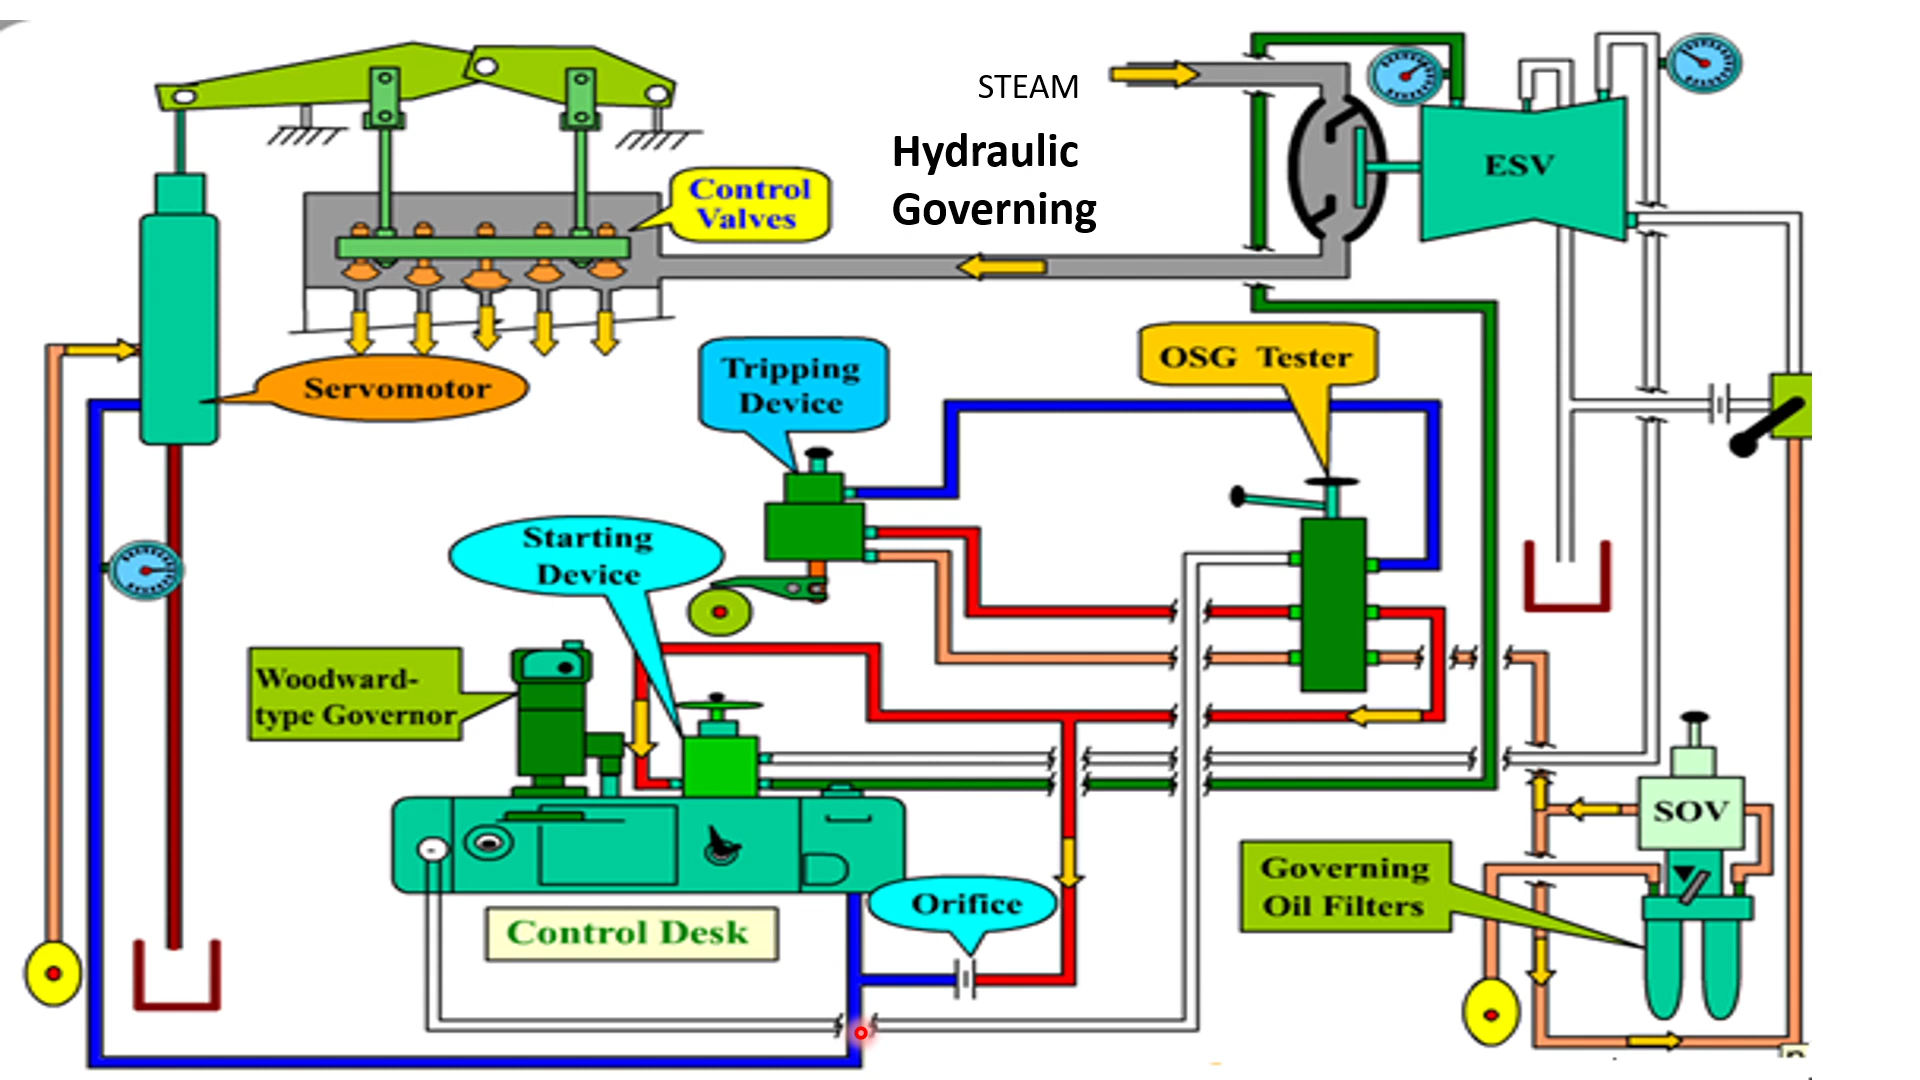 STEAM
Hydraulic
Governing
ESV
Control
Valves
Servomotor
Tripping
Device
OSG Tester
Starting
Device
Woodward-
type Governor
SOV
Governing
Oil Filters
Orifice
Control Desk